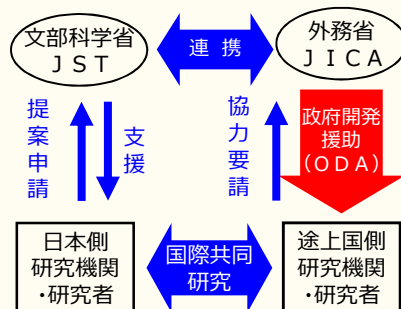 文部科学省
ＪＳＴ
連 携
外務省
ＪＩＣＡ
提案申請
支援
協力要請
政府開発
援助
（ＯＤＡ）
日本側
研究機関
・研究者
国際共同
研究
途上国側
研究機関
・研究者